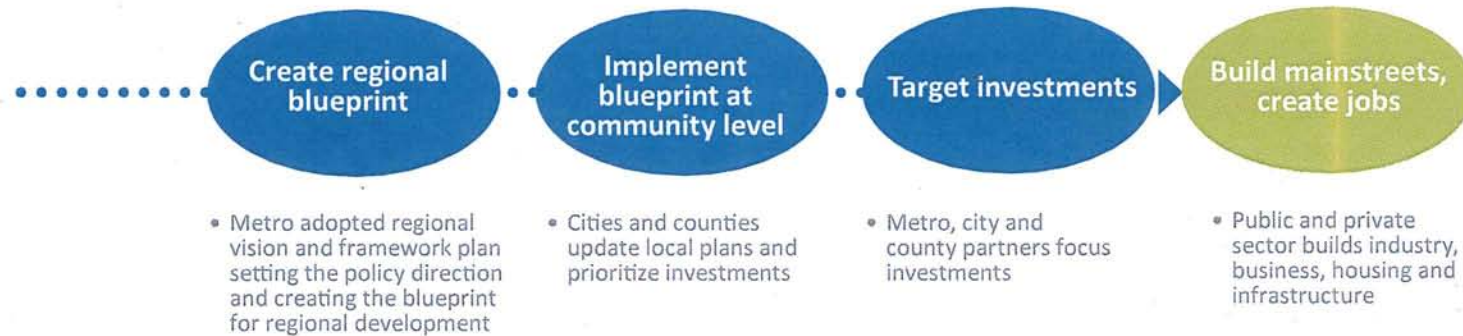 Create regional
blueprint
Implement
blueprint at
community level
Target investments
Build mainstreets,
create jobs
• Metro adopted regional
vision and framework plan
setting the policy direction
and creating the blueprint
for regional development
• Cities and counties
update local plans and
prioritize investments
• Metro, city and
county partners focus
investments
• Public and private
sector builds industry,
business, housing and
infrastructure